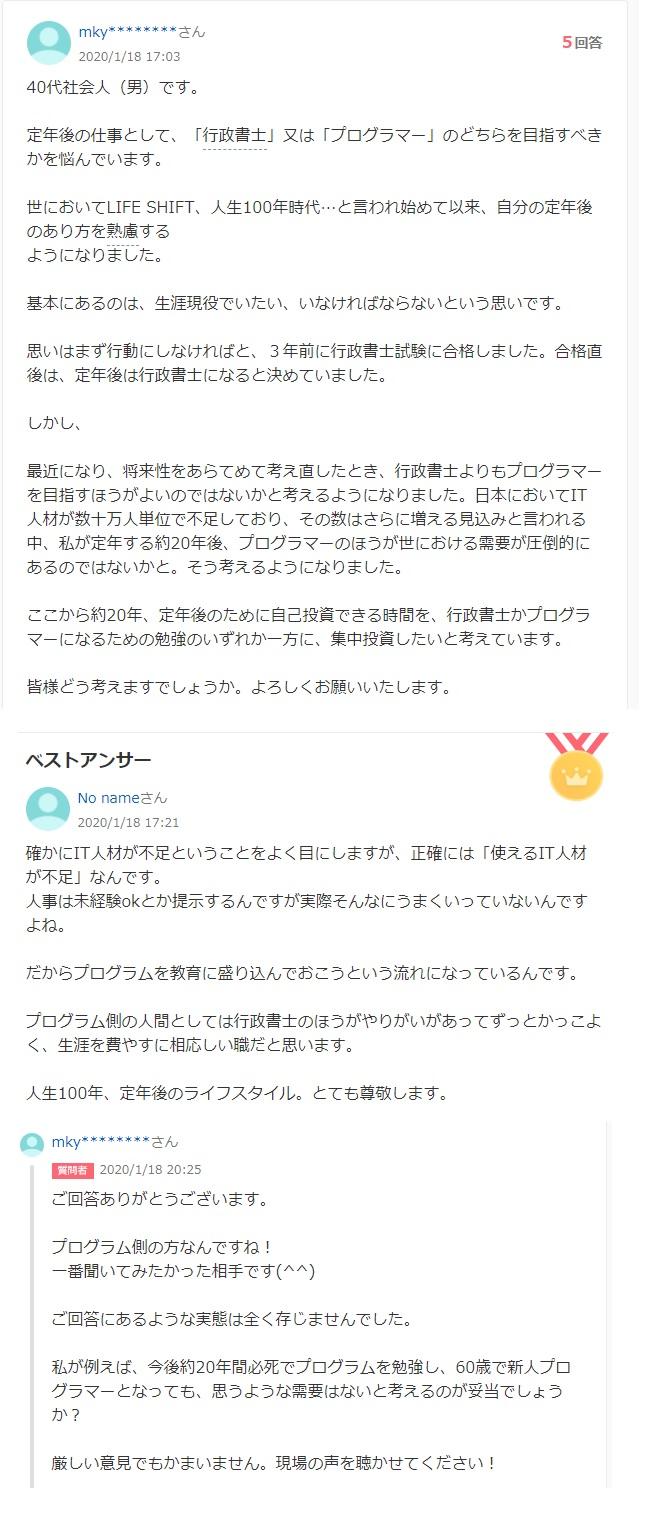 mky********さん
2020/1/18 17:03
5回答
40代社会人（男）です。
定年後の仕事として、「行政書士」又は「プログラマー」のどちらを目指すべき
かを悩んでいます。
世においてLIFE SHIFT、人生100年時代…と言われ始めて以来、自分の定年後
のあり方を熟慮する
ようになりました。
基本にあるのは、生涯現役でいたい、いなければならないという思いです。
思いはまず行動にしなければと、３年前に行政書士試験に合格しました。合格直
後は、定年後は行政書士になると決めていました。
しかし、
最近になり、将来性をあらてめて考え直したとき、行政書士よりもプログラマー
を目指すほうがよいのではないかと考えるようになりました。日本においてIT
人材が数十万人単位で不足しており、その数はさらに増える見込みと言われる
中、私が定年する約20年後、プログラマーのほうが世における需要が圧倒的に
あるのではないかと。そう考えるようになりました。
ここから約20年、定年後のために自己投資できる時間を、行政書士かプログラ
マーになるための勉強のいずれか一方に、集中投資したいと考えています。
皆様どう考えますでしょうか。よろしくお願いいたします。
ベストアンサー
No nameさん
2020/1/18 17:21
確かにIT人材が不足ということをよく目にしますが、正確には「使えるIT人材
が不足」なんです。
人事は未経験okとか提示するんですが実際そんなにうまくいっていないんです
よね。
だからプログラムを教育に盛り込んでおこうという流れになっているんです。
プログラム側の人間としては行政書士のほうがやりがいがあってずっとかっこよ
く、生涯を費やすに相応しい職だと思います。
人生100年、定年後のライフスタイル。とても尊敬します。
mky********さん
質問者 2020/1/18 20:25
ご回答ありがとうございます。
プログラム側の方なんですね！
一番聞いてみたかった相手です(^^)
ご回答にあるような実態は全く存じませんでした。
私が例えば、今後約20年間必死でプログラムを勉強し、60歳で新人プロ
グラマーとなっても、思うような需要はないと考えるのが妥当でしょう
か？
厳しい意見でもかまいません。現場の声を聴かせてください！